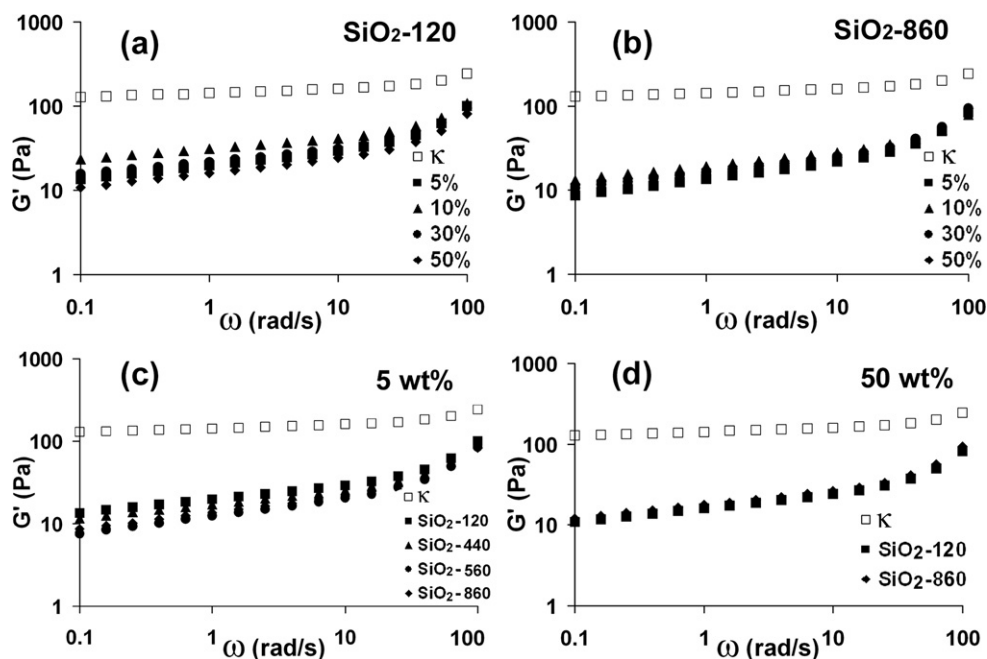 (a)
SiO₂-120
G' (Pa)
1000
100
10
1
0.1
1
10
100
ω (rad/s)
κ
5%
10%
30%
50%
(b)
SiO₂-860
G' (Pa)
1000
100
10
1
0.1
1
10
100
ω (rad/s)
κ
5%
10%
30%
50%
(c)
5 wt%
G' (Pa)
1000
100
10
1
0.1
1
10
100
ω (rad/s)
κ
SiO₂-120
SiO₂-440
SiO₂-560
SiO₂-860
(d)
50 wt%
G' (Pa)
1000
100
10
1
0.1
1
10
100
ω (rad/s)
κ
SiO₂-120
SiO₂-860